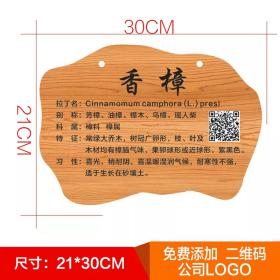 30CM
21CM
香樟
拉丁名：Cinnamomum camphora (L.) presl
别 称：芳樟、油樟、樟木、乌樟、瑶人柴
科 属：樟科 樟属
特 征：常绿大乔木，树冠广卵形，枝、叶及
木材均有樟脑气味，果卵球形或近球形，紫黑色。
习 性：喜光，稍耐阴，喜温暖湿润气候，耐寒性不强，
适于生长在砂壤土。
尺寸：21*30CM
免费添加 二维码
公司LOGO